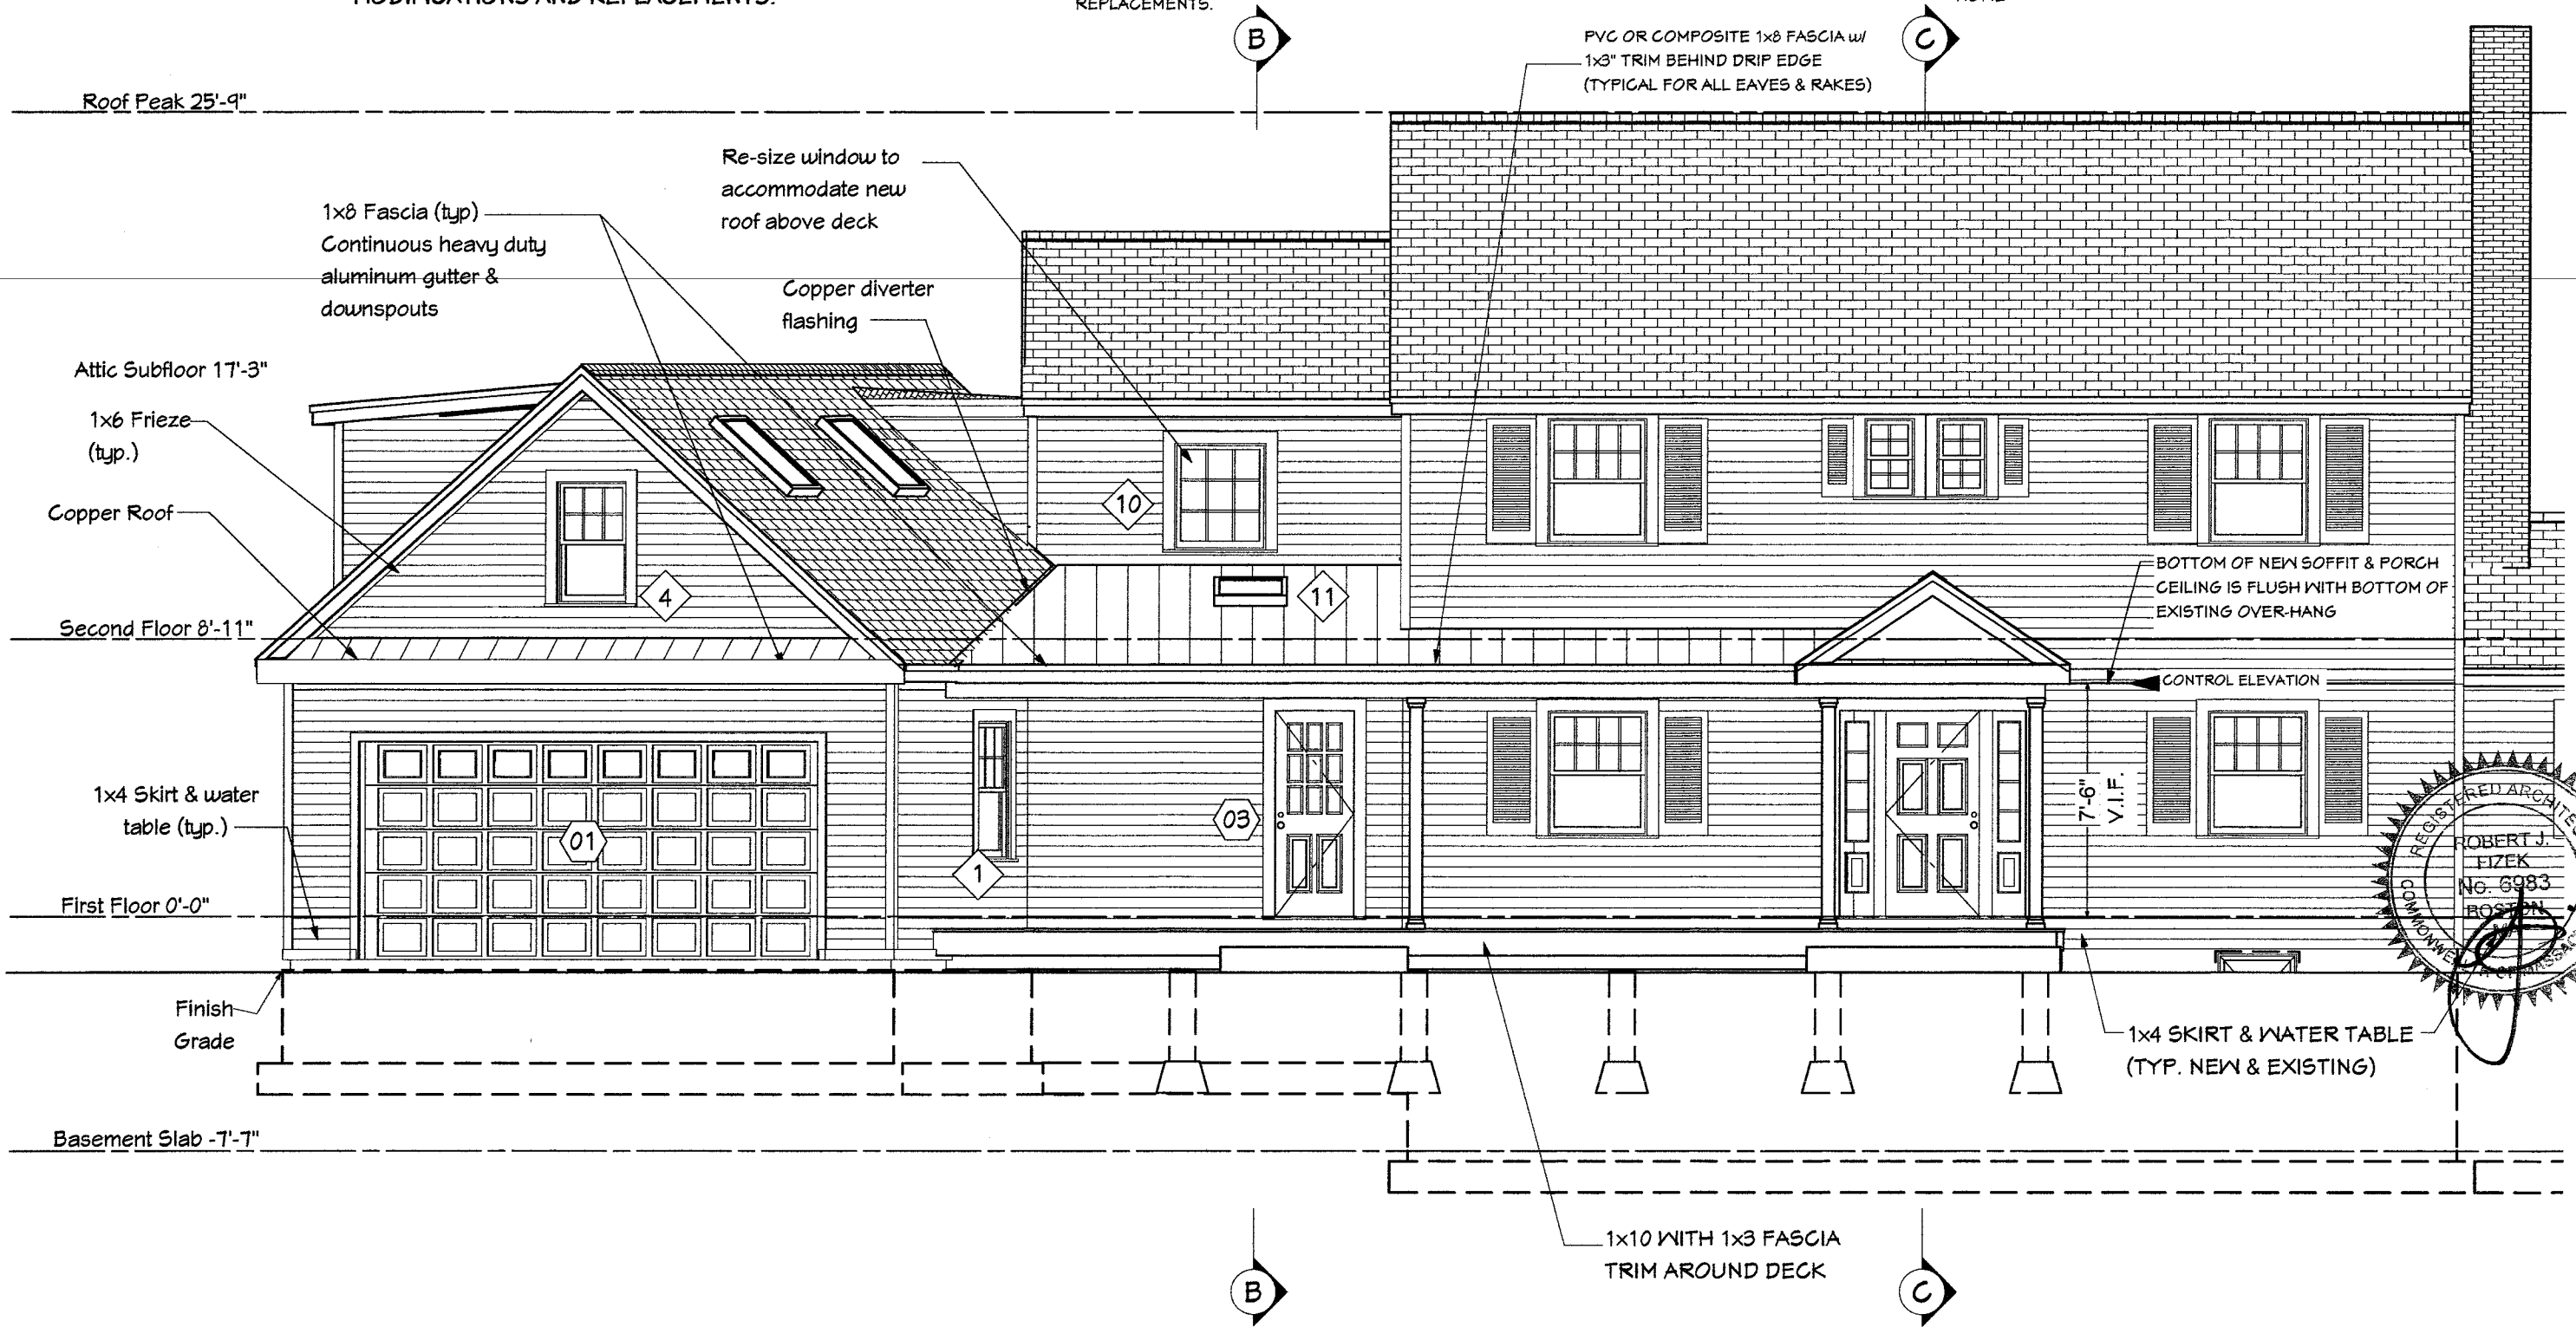 MODIFICATIONS AND REPLACEMENTS.
REPLACEMENTS.
B
C
PVC OR COMPOSITE 1x8 FASCIA w/
1x3" TRIM BEHIND DRIP EDGE
(TYPICAL FOR ALL EAVES & RAKES)
Roof Peak 25'-9"
Re-size window to
accommodate new
roof above deck
1x8 Fascia (typ)
Continuous heavy duty
aluminum gutter &
downspouts
Copper diverter
flashing
Attic Subfloor 17'-3"
1x6 Frieze
(typ.)
Copper Roof
10
4
11
BOTTOM OF NEW SOFFIT & PORCH
CEILING IS FLUSH WITH BOTTOM OF
EXISTING OVER-HANG
Second Floor 8'-11"
CONTROL ELEVATION
1x4 Skirt & water
table (typ.)
01
03
1
7'-6"
V.I.F.
REGISTERED
ROBERT J.
FIZEK
No. 6983
BOSTON
First Floor 0'-0"
Finish
Grade
1x4 SKIRT & WATER TABLE
(TYP. NEW & EXISTING)
Basement Slab -7'-7"
1x10 WITH 1x3 FASCIA
TRIM AROUND DECK
B
C